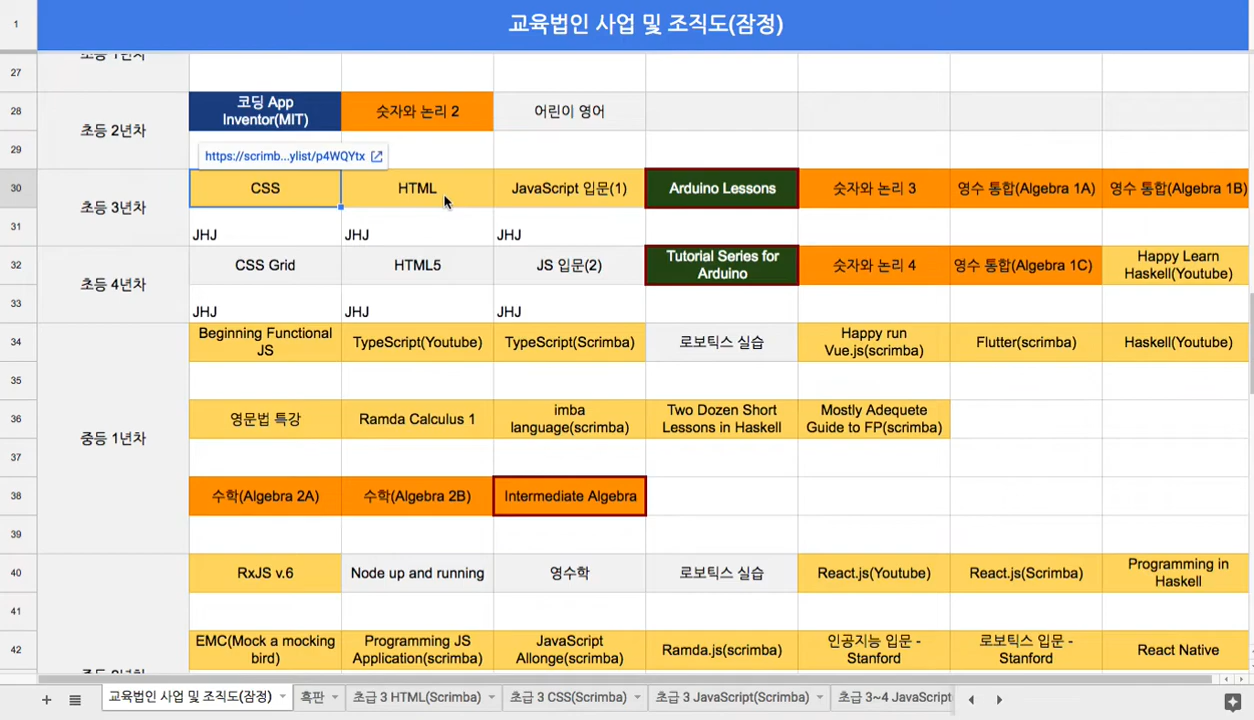 1
교육법인 사업 및 조직도(잠정)
27
28
초등 2년차
코딩 App
Inventor(MIT)
숫자와 논리 2
어린이 영어
29
https://scrimb...ylist/p4WQYtx
30
초등 3년차
CSS
HTML
JavaScript 입문(1)
Arduino Lessons
숫자와 논리 3
영수 통합(Algebra 1A)
영수 통합(Algebra 1B)
31
JHJ
JHJ
JHJ
32
초등 4년차
CSS Grid
HTML5
JS 입문(2)
Tutorial Series for
Arduino
숫자와 논리 4
영수 통합(Algebra 1C)
Happy Learn
Haskell(Youtube)
33
JHJ
JHJ
JHJ
34
Beginning Functional
JS
TypeScript(Youtube)
TypeScript(Scrimba)
로보틱스 실습
Happy run
Vue.js(scrimba)
Flutter(scrimba)
Haskell(Youtube)
35
36
중등 1년차
영문법 특강
Ramda Calculus 1
imba
language(scrimba)
Two Dozen Short
Lessons in Haskell
Mostly Adequete
Guide to FP(scrimba)
37
38
수학(Algebra 2A)
수학(Algebra 2B)
Intermediate Algebra
39
40
RxJS v.6
Node up and running
영수학
로보틱스 실습
React.js(Youtube)
React.js(Scrimba)
Programming in
Haskell
41
42
EMC(Mock a mocking
bird)
Programming JS
Application(scrimba)
JavaScript
Allonge(scrimba)
Ramda.js(scrimba)
인공지능 입문 -
Stanford
로보틱스 입문 -
Stanford
React Native
교육법인 사업 및 조직도(잠정)
흑판
초급 3 HTML(Scrimba)
초급 3 CSS(Scrimba)
초급 3 JavaScript(Scrimba)
초급 3~4 JavaScript